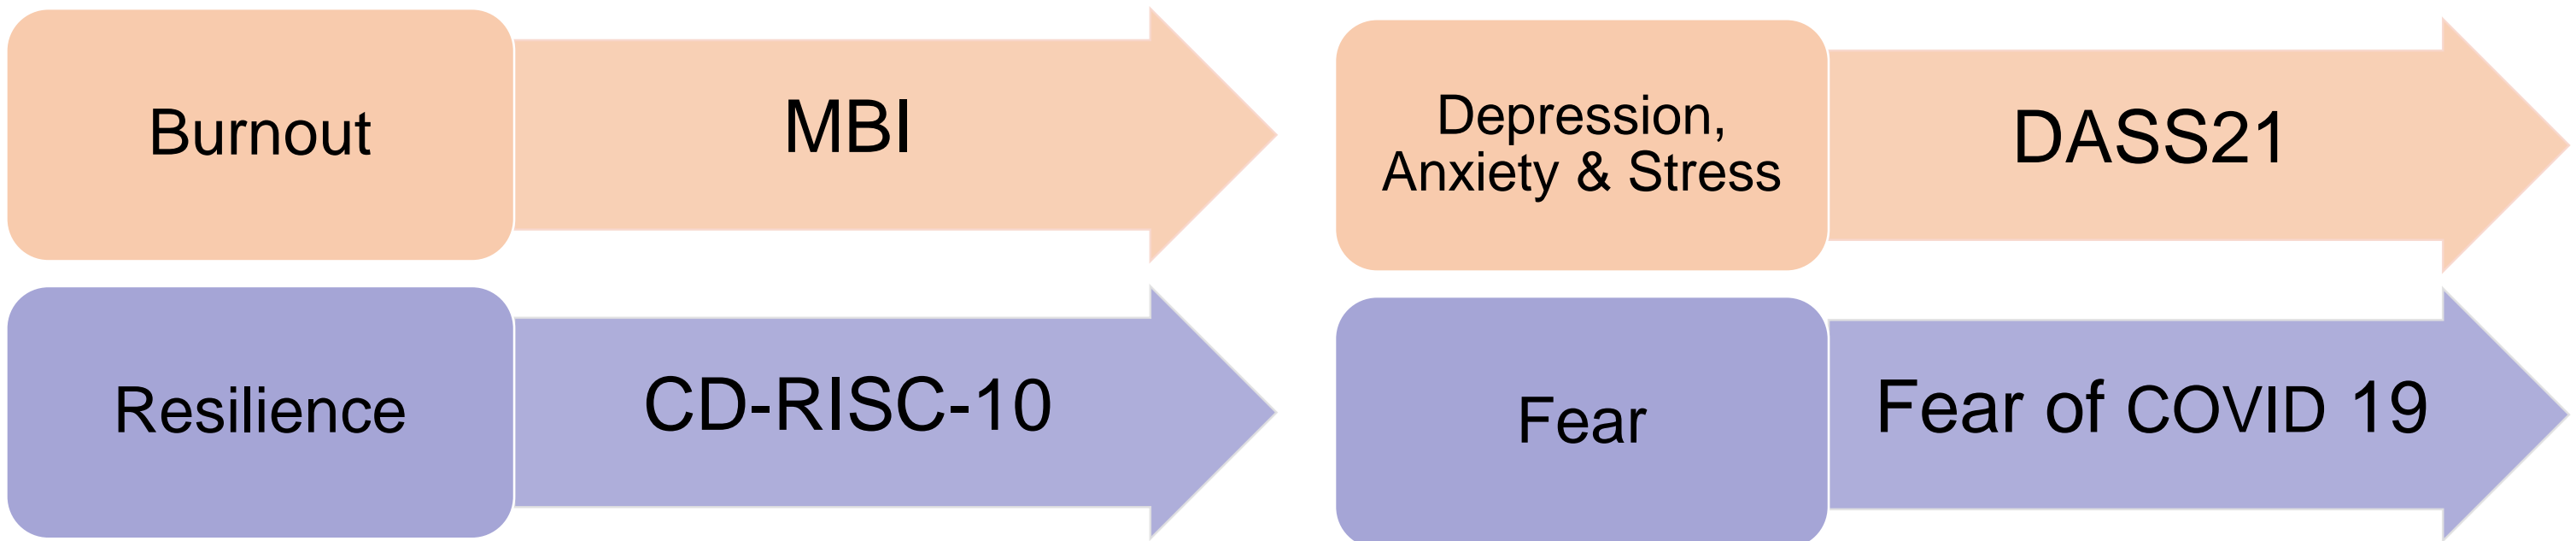 Burnout
MBI
Depression,
Anxiety & Stress
DASS21
Resilience
CD-RISC-10
Fear
Fear of COVID 19